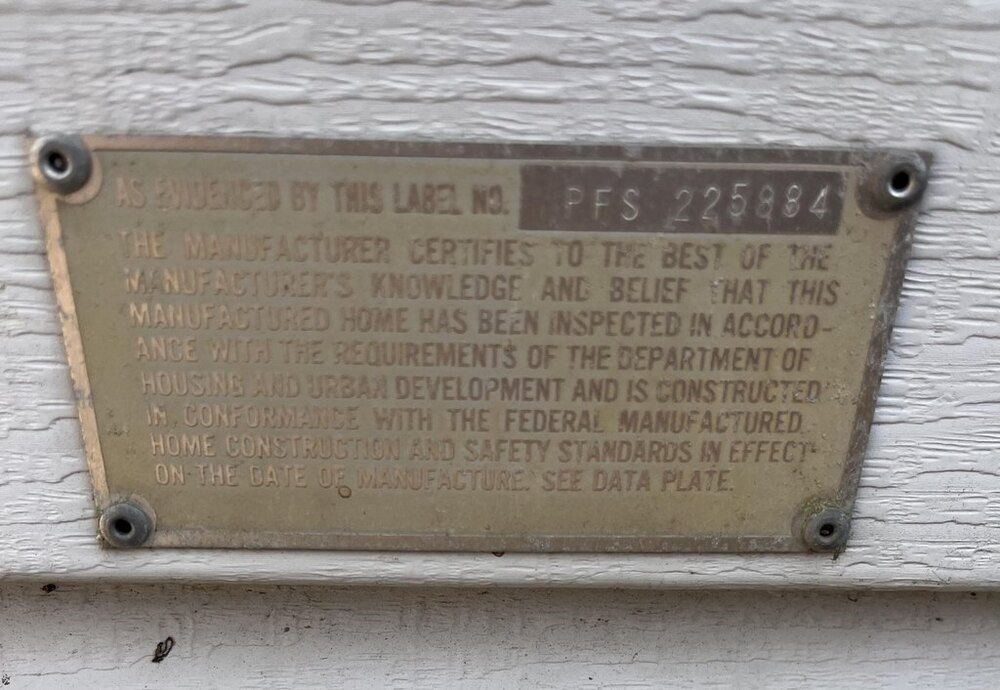 AS EVIDENCED BY THIS LABEL NO. PFS 225884
THE MANUFACTURER CERTIFIES TO THE BEST OF THE
MANUFACTURER'S KNOWLEDGE AND BELIEF THAT THIS
MANUFACTURED HOME HAS BEEN INSPECTED IN ACCORD-
ANCE WITH THE REQUIREMENTS OF THE DEPARTMENT OF
HOUSING AND URBAN DEVELOPMENT AND IS CONSTRUCTED
IN CONFORMANCE WITH THE FEDERAL MANUFACTURED
HOME CONSTRUCTION AND SAFETY STANDARDS IN EFFECT
ON THE DATE OF MANUFACTURE. SEE DATA PLATE.